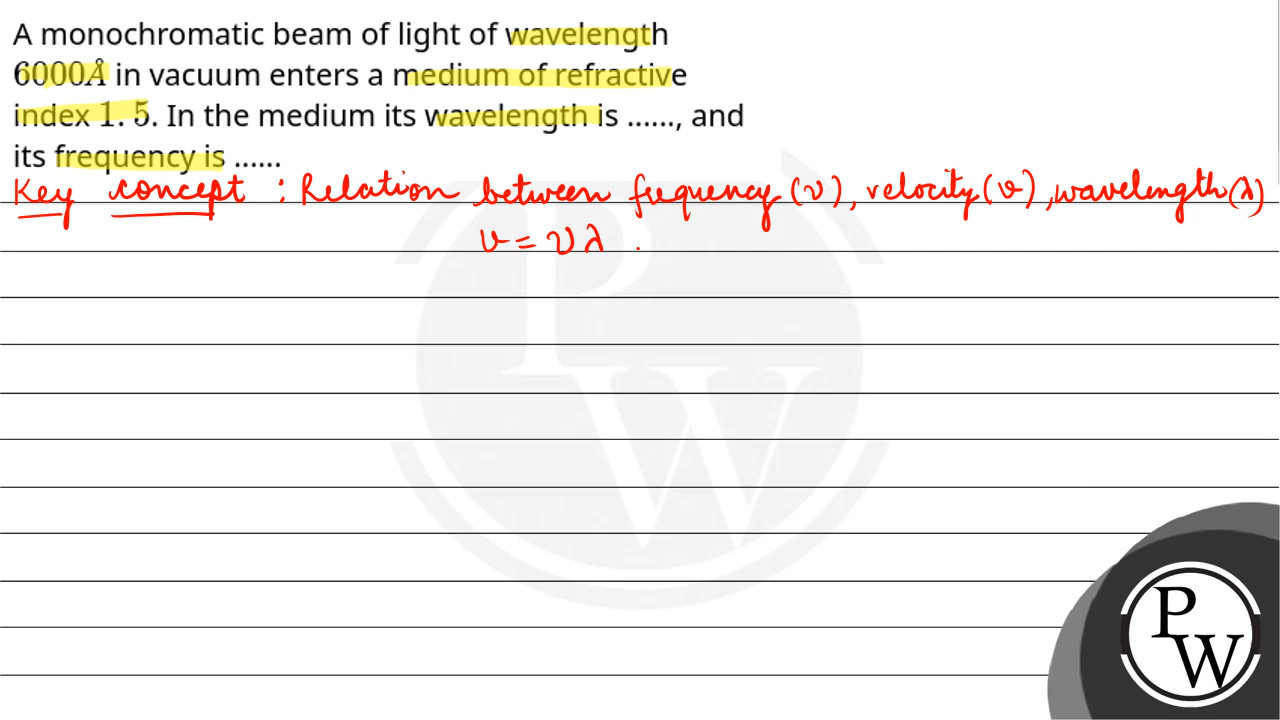 A monochromatic beam of light of wavelength
6000Å in vacuum enters a medium of refractive
index 1. 5. In the medium its wavelength is ......, and
its frequency is ......
Key concept : Relation between frequency (ν), velocity (v), wavelength (λ)
v = νλ .
P
W
P
W